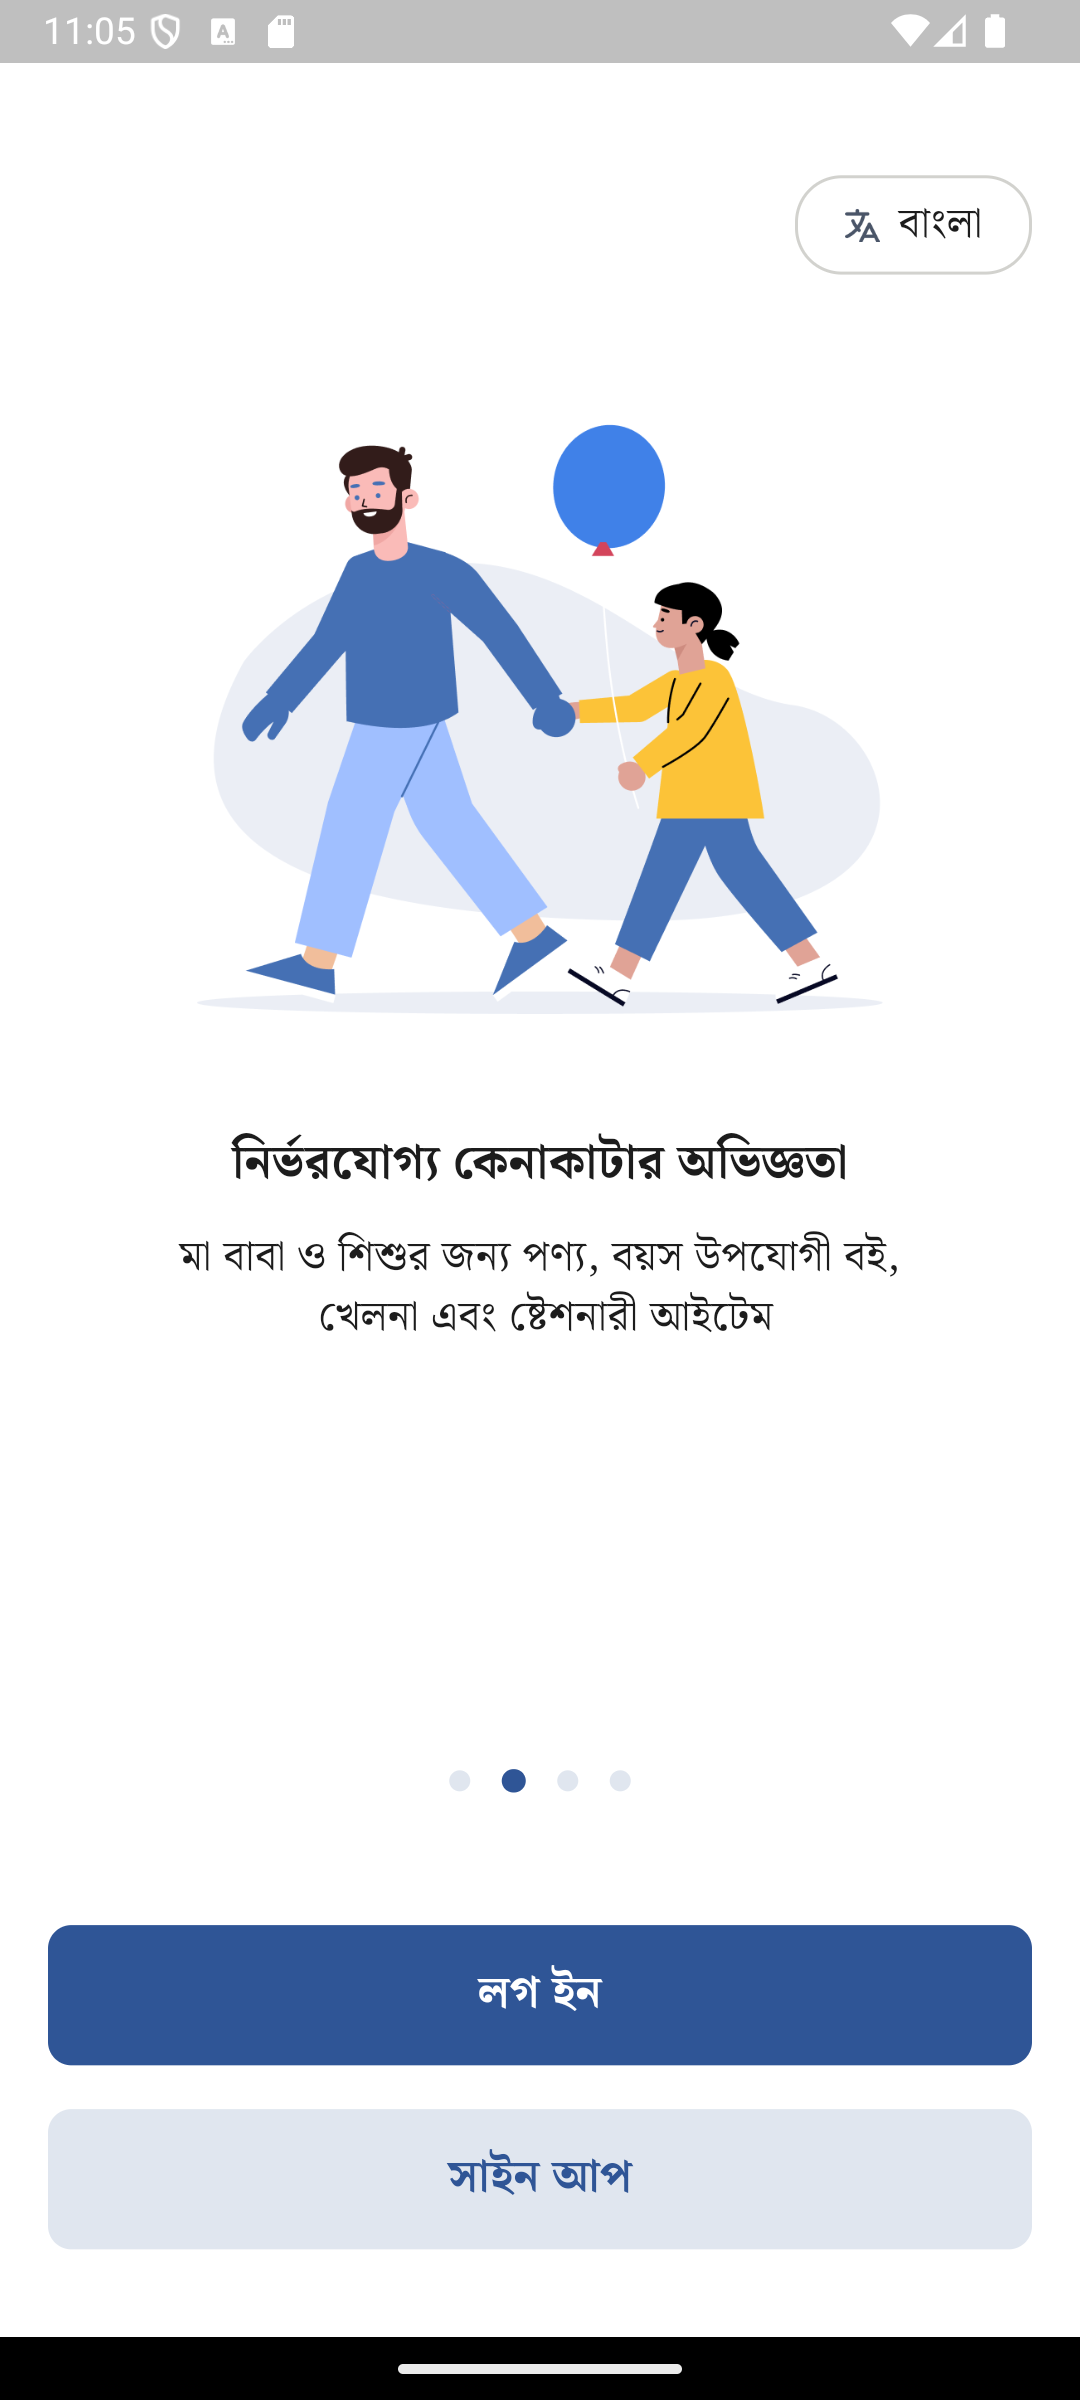 11:05
বাংলা
নির্ভরযোগ্য কেনাকাটার অভিজ্ঞতা
মা বাবা ও শিশুর জন্য পণ্য, বয়স উপযোগী বই,
খেলনা এবং ষ্টেশনারী আইটেম
লগ ইন
সাইন আপ